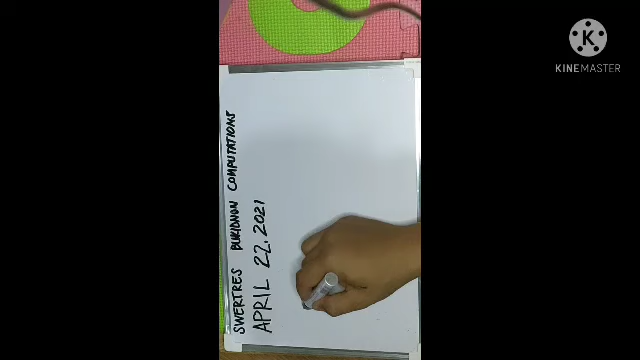 SWERTRES BUKIDNON COMPUTATIONS
APRIL 22, 2021
K
KINEMASTER